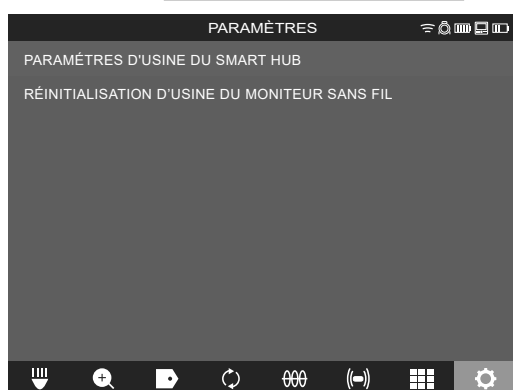 PARAMÈTRES
PARAMÉTRES D'USINE DU SMART HUB
RÉINITIALISATION D'USINE DU MONITEUR SANS FIL